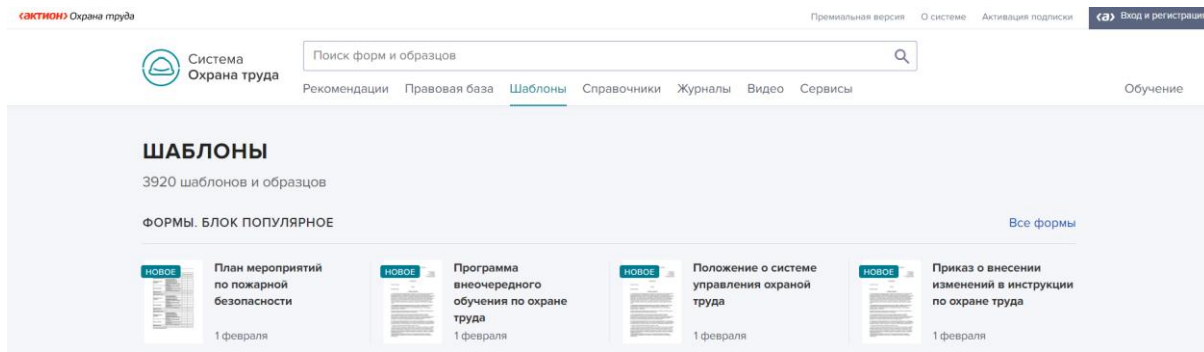 ‹актион› Охрана труда
Премиальная версия О системе Активация подписки ‹а› Вход и регистрация
Система
Охрана труда
Поиск форм и образцов
Рекомендации Правовая база Шаблоны Справочники Журналы Видео Сервисы Обучение
ШАБЛОНЫ
3920 шаблонов и образцов
ФОРМЫ. БЛОК ПОПУЛЯРНОЕ Все формы
НОВОЕ
План мероприятий
по пожарной
безопасности
1 февраля
НОВОЕ
Программа
внеочередного
обучения по охране
труда
1 февраля
НОВОЕ
Положение о системе
управления охраной
труда
1 февраля
НОВОЕ
Приказ о внесении
изменений в инструкции
по охране труда
1 февраля